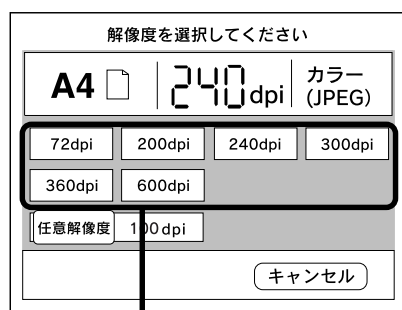 解像度を選択してください
A4 240dpi カラー
(JPEG)
72dpi 200dpi 240dpi 300dpi
360dpi 600dpi
任意解像度 100dpi
キャンセル